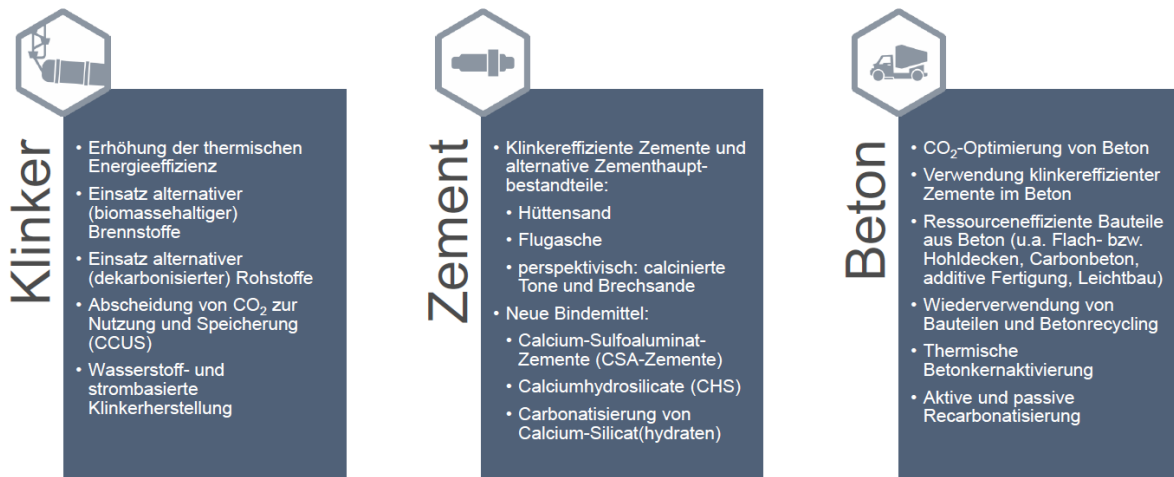 Klinker
• Erhöhung der thermischen
Energieeffizienz
• Einsatz alternativer
(biomassehaltiger)
Brennstoffe
• Einsatz alternativer
(dekarbonisierter) Rohstoffe
• Abscheidung von CO₂ zur
Nutzung und Speicherung
(CCUS)
• Wasserstoff- und
strombasierte
Klinkerherstellung
Zement
• Klinkereffiziente Zemente und
alternative Zementhaupt-
bestandteile:
• Hüttensand
• Flugasche
• perspektivisch: calcinierte
Tone und Brechsande
• Neue Bindemittel:
• Calcium-Sulfoaluminat-
Zemente (CSA-Zemente)
• Calciumhydrosilicate (CHS)
• Carbonatisierung von
Calcium-Silicat(hydraten)
Beton
• CO₂-Optimierung von Beton
• Verwendung klinkereffizienter
Zemente im Beton
• Ressourceneffiziente Bauteile
aus Beton (u.a. Flach- bzw.
Hohldecken, Carbonbeton,
additive Fertigung, Leichtbau)
• Wiederverwendung von
Bauteilen und Betonrecycling
• Thermische
Betonkernaktivierung
• Aktive und passive
Recarbonatisierung